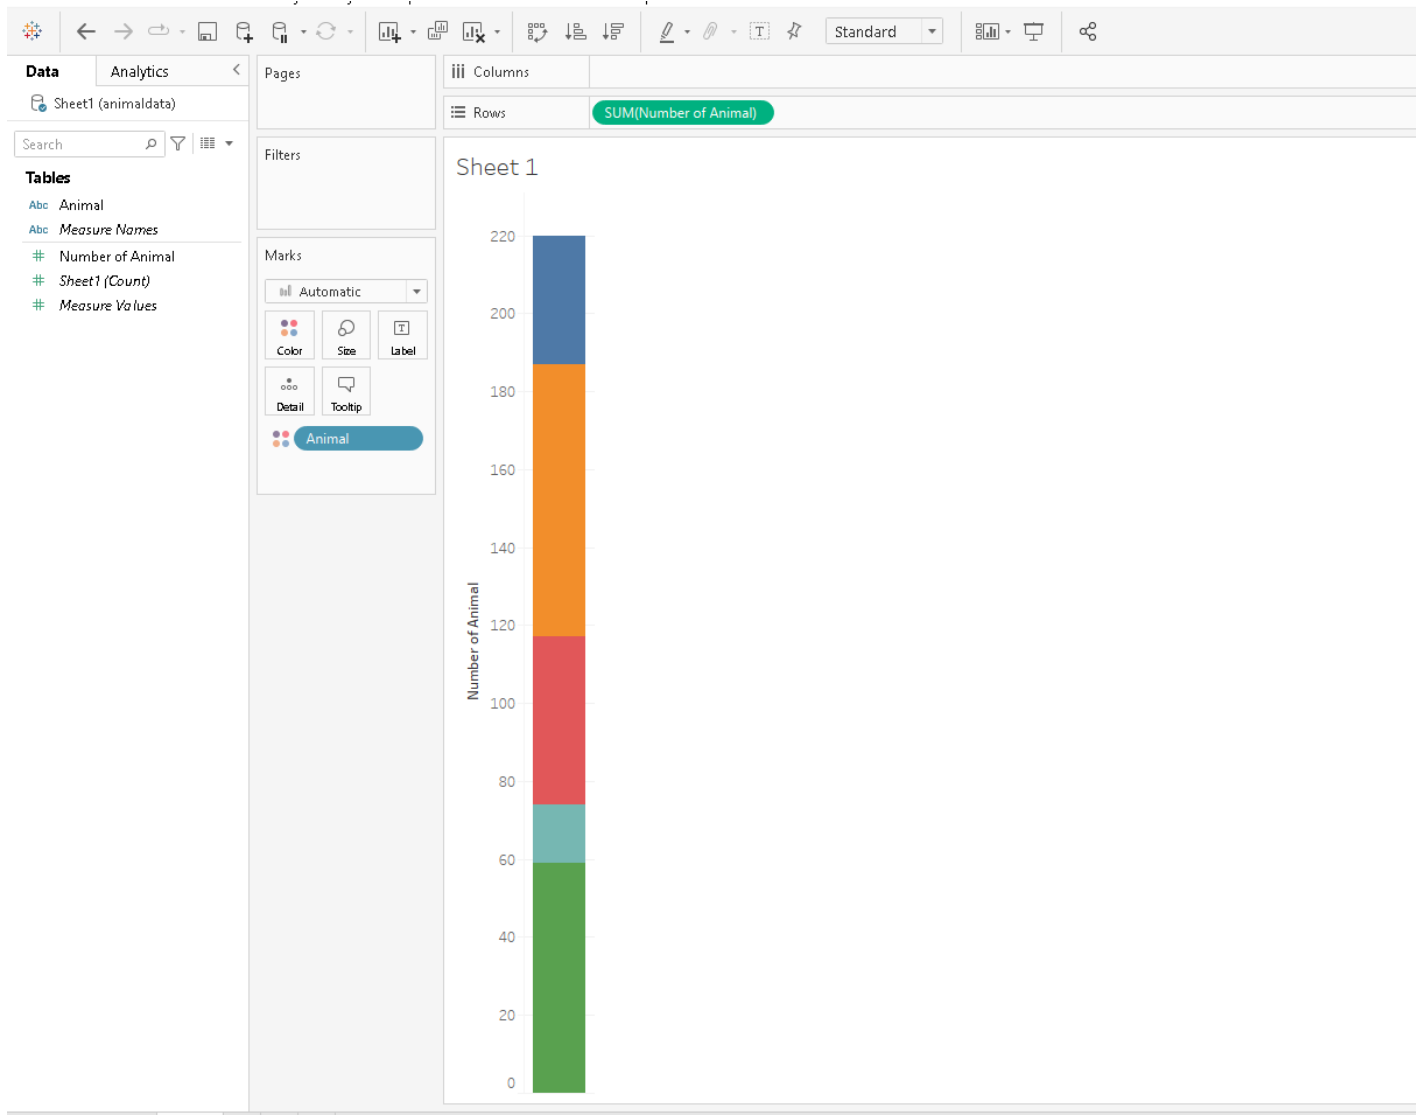 Standard
Data
Analytics
Sheet1 (animaldata)
Search
Tables
Abc Animal
Abc Measure Names
# Number of Animal
# Sheet1 (Count)
# Measure Values
Pages
Filters
Marks
Automatic
Color
Size
T
Label
Detail
Tooltip
Animal
Columns
Rows
SUM(Number of Animal)
Sheet 1
220
200
180
160
140
120
100
80
60
40
20
0
Number of Animal